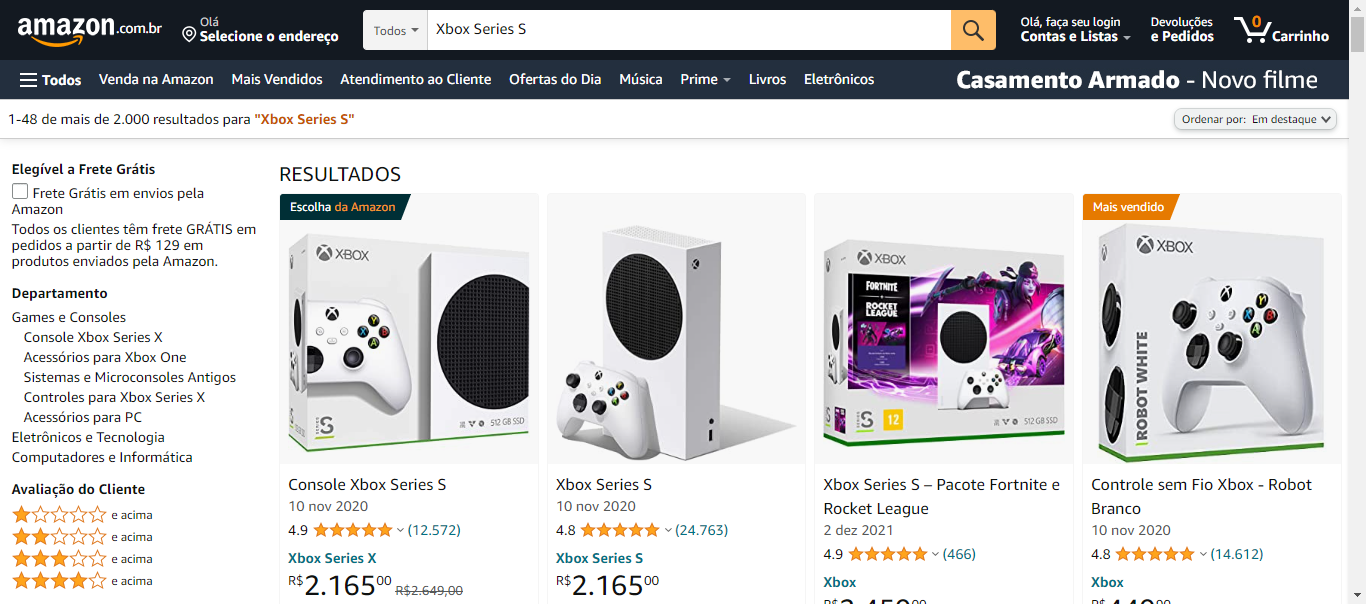 amazon.com.br
Olá
Selecione o endereço
Todos
Xbox Series S
Olá, faça seu login
Contas e Listas
Devoluções
e Pedidos
0
Carrinho
Todos
Venda na Amazon
Mais Vendidos
Atendimento ao Cliente
Ofertas do Dia
Música
Prime
Livros
Eletrônicos
Casamento Armado - Novo filme
1-48 de mais de 2.000 resultados para "Xbox Series S"
Ordenar por: Em destaque
Elegível a Frete Grátis
Frete Grátis em envios pela
Amazon
Todos os clientes têm frete GRÁTIS em
pedidos a partir de R$ 129 em
produtos enviados pela Amazon.
Departamento
Games e Consoles
Console Xbox Series X
Acessórios para Xbox One
Sistemas e Microconsoles Antigos
Controles para Xbox Series X
Acessórios para PC
Eletrônicos e Tecnologia
Computadores e Informática
Avaliação do Cliente
e acima
e acima
e acima
e acima
RESULTADOS
Escolha da Amazon
XBOX
Y
X
B
A
SERIES
S
512 GB SSD
Console Xbox Series S
10 nov 2020
4.9
(12.572)
Xbox Series X
R$2.165,00
R$2.649,00
Xbox Series S
10 nov 2020
4.8
(24.763)
Xbox Series S
R$2.165,00
XBOX
FORTNITE
ROCKET
LEAGUE
SERIES
S
12
512 GB SSD
Xbox Series S – Pacote Fortnite e
Rocket League
2 dez 2021
4.9
(466)
Xbox
Mais vendido
XBOX
Y
X
B
A
ROBOT WHITE
Controle sem Fio Xbox - Robot
Branco
10 nov 2020
4.8
(14.612)
Xbox